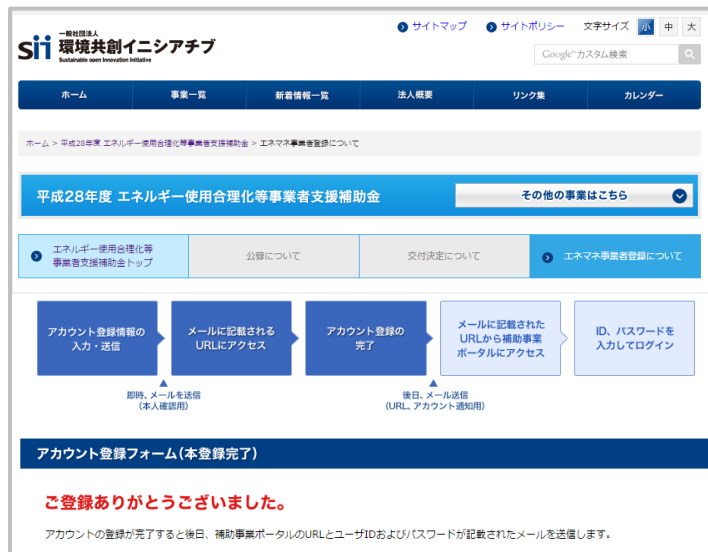 サイトマップ サイトポリシー 文字サイズ 小 中 大
一般社団法人
Sii 環境共創イニシアチブ
Sustainable open Innovation Initiative
Google™カスタム検索
ホーム 事業一覧 新着情報一覧 法人概要 リンク集 カレンダー
ホーム > 平成28年度 エネルギー使用合理化等事業者支援補助金 > エネマネ事業者登録について
平成28年度 エネルギー使用合理化等事業者支援補助金 その他の事業はこちら
エネルギー使用合理化等
事業者支援補助金トップ
公募について
交付決定について
エネマネ事業者登録について
アカウント登録情報の
入力・送信
メールに記載される
URLにアクセス
アカウント登録の
完了
メールに記載された
URLから補助事業
ポータルにアクセス
ID、パスワードを
入力してログイン
即時、メールを送信
(本人確認用)
後日、メール送信
(URL、アカウント通知用)
アカウント登録フォーム(本登録完了)
ご登録ありがとうございました。
アカウントの登録が完了すると後日、補助事業ポータルのURLとユーザIDおよびパスワードが記載されたメールを送信します。